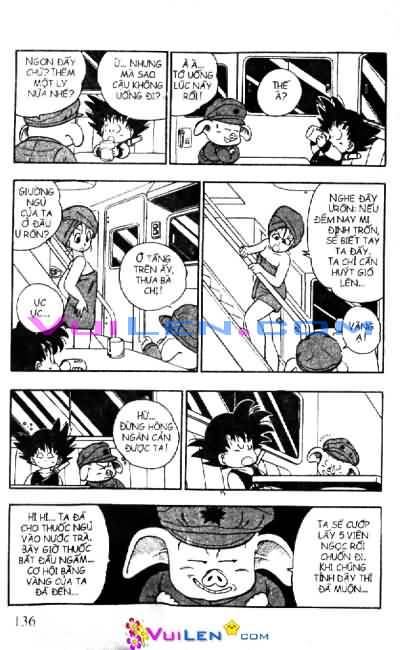 NGON ĐẤY
CHỨ? THÊM
MỘT LY
NỮA NHÉ?
Ừ... NHƯNG
MÀ SAO
CẬU KHÔNG
UỐNG ĐI?
À À...
TỚ UỐNG
LÚC NÃY
RỒI!
THẾ
À?
GIƯỜNG
NGỦ
CỦA TA
Ở ĐÂU
U RÔN?
Ở TẦNG
TRÊN ẤY,
THƯA BÀ
CHỊ!
ỰC
ỰC...
NGHE ĐÂY
URÔN: NẾU
ĐÊM NAY MI
ĐỊNH TRỐN,
SẼ BIẾT TAY
TA ĐẤY.
TA CHỈ CẦN
HUÝT GIÓ
LÊN...
VÂNG
Ạ!
VUILEN.COM
HỪ...
ĐỪNG HÒNG
NGĂN CẢN
ĐƯỢC TA!
HI HI... TA ĐÃ
CHO THUỐC NGỦ
VÀO NƯỚC TRÀ.
BÂY GIỜ THUỐC
BẮT ĐẦU NGẤM...
CƠ HỘI BẰNG
VÀNG CỦA TA
ĐÃ ĐẾN...
TA SẼ CƯỚP
LẤY 5 VIÊN
NGỌC RỒI
CHUỒN ĐI.
KHI CHÚNG
TỈNH DẬY THÌ
ĐÃ MUỘN...
136
VUILEN.COM